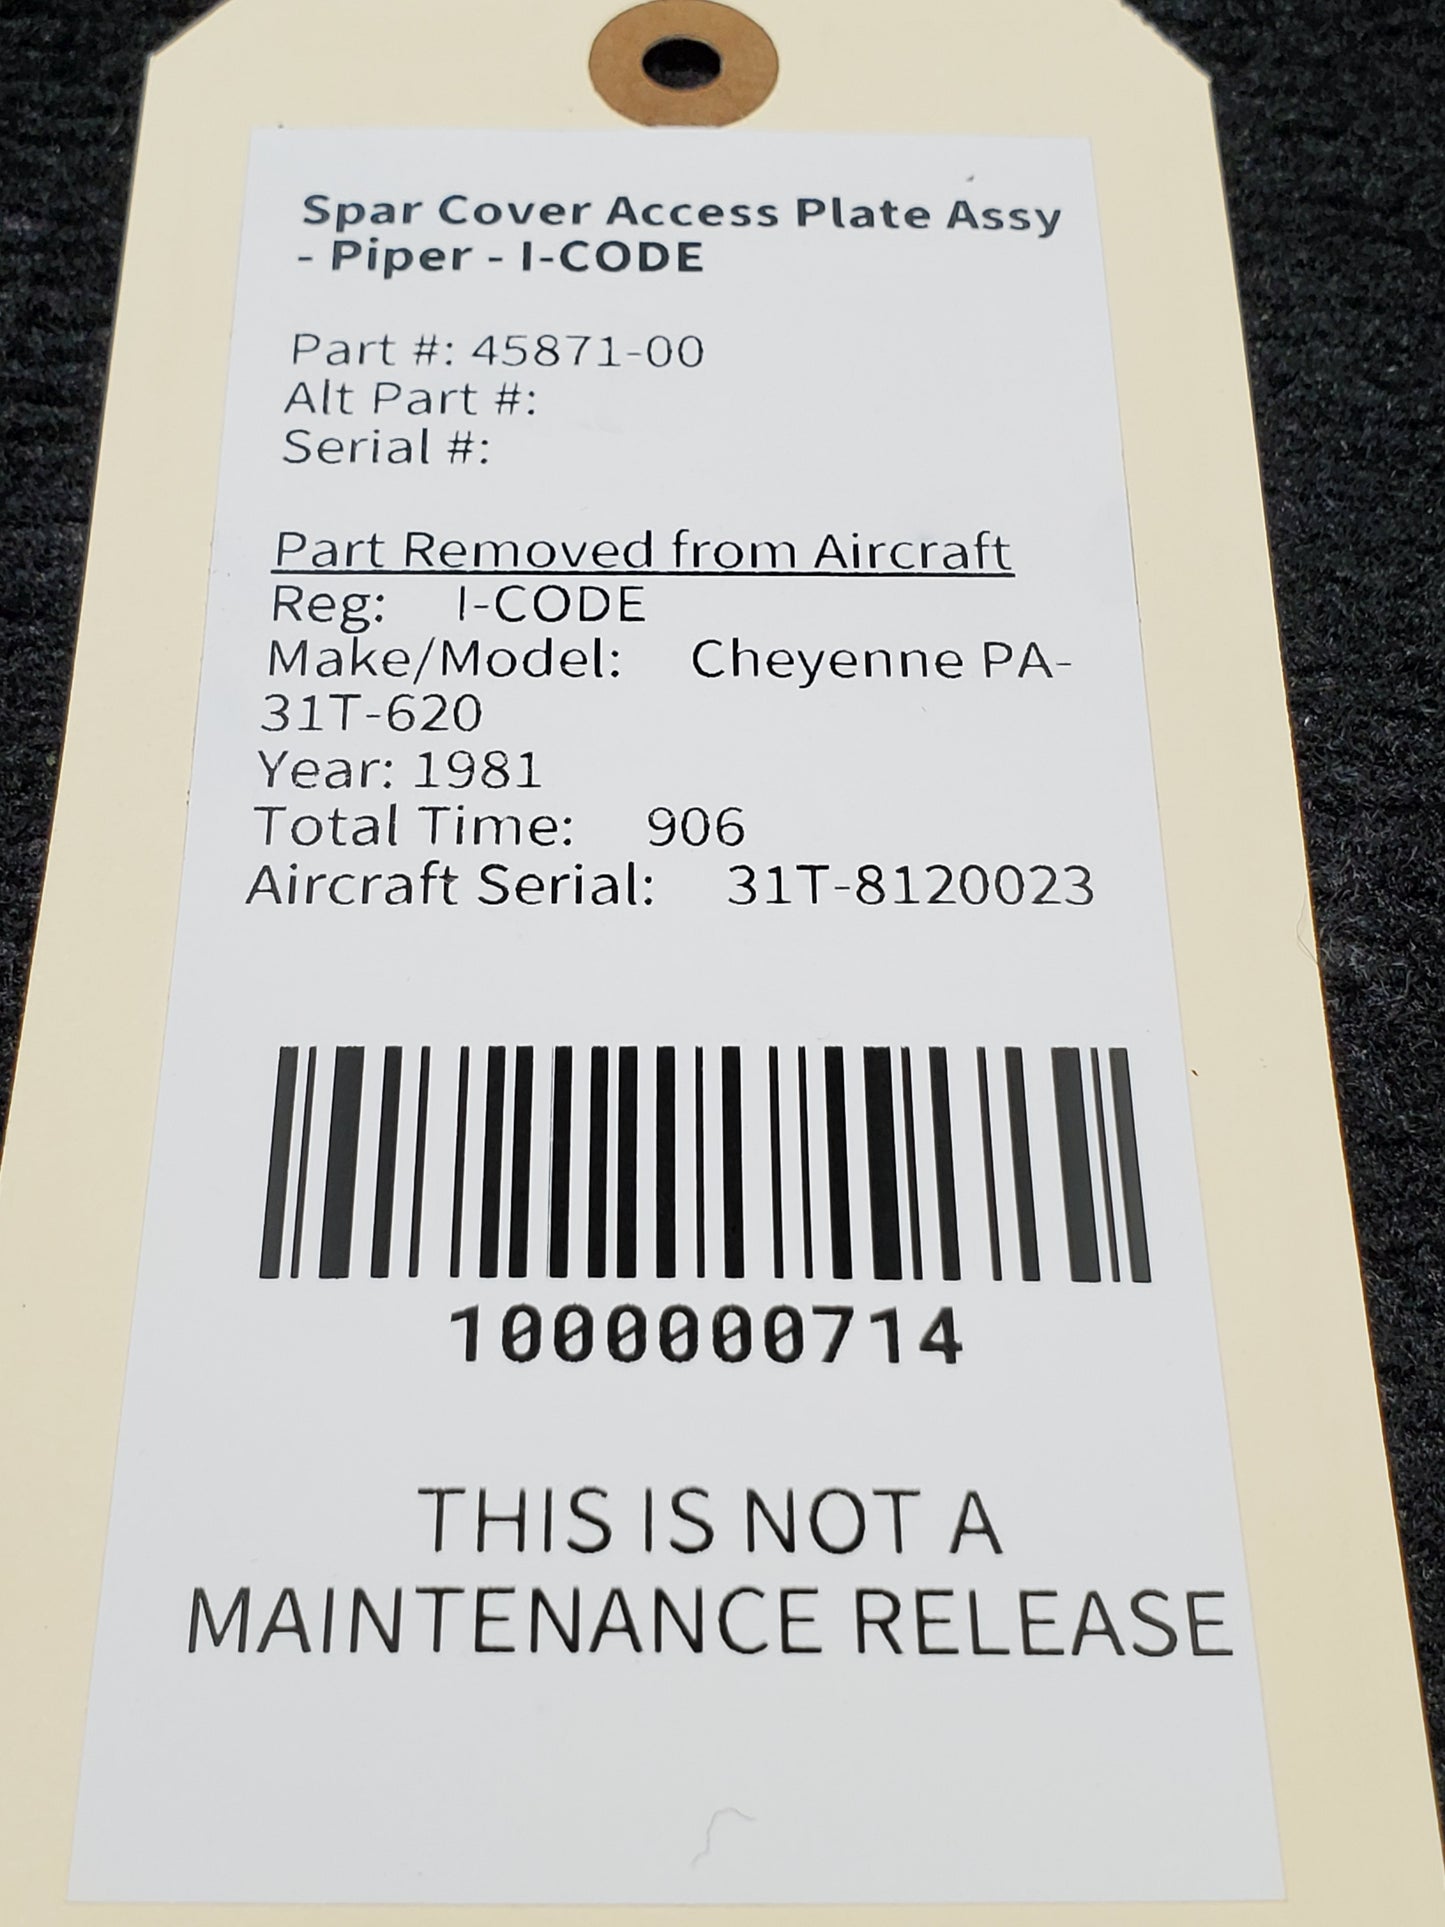 Spar Cover Access Plate Assy
- Piper - I-CODE
Part #: 45871-00
Alt Part #:
Serial #:
Part Removed from Aircraft
Reg: I-CODE
Make/Model: Cheyenne PA-
31T-620
Year: 1981
Total Time: 906
Aircraft Serial: 31T-8120023
1000000714
THIS IS NOT A
MAINTENANCE RELEASE